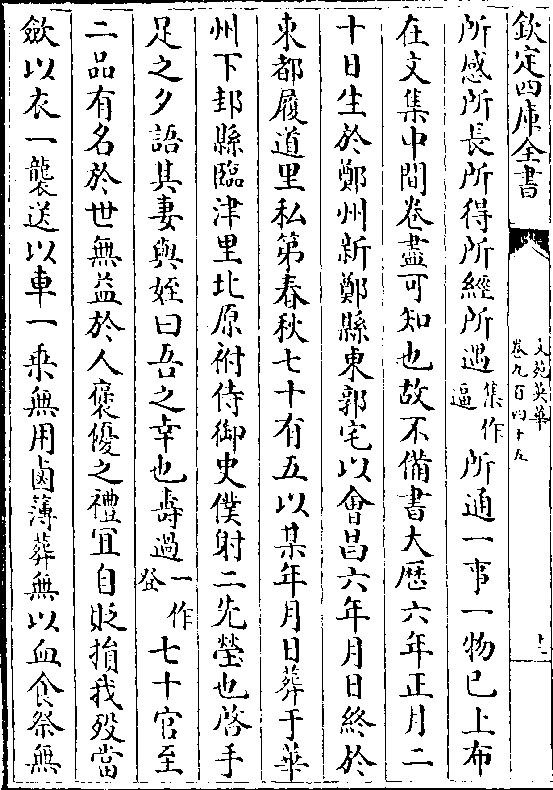 欽定四庫全書
文苑英華
卷九百四十五
十二
所感所長所得所經所遇集作逼所通一事一物已上布
在文集中間卷盡可知也故不備書大厯六年正月二
十日生於鄭州新鄭縣東郭宅以會昌六年月日終於
東都履道里私第春秋七十有五以某年月日葬于華
州下邽縣臨津里北原祔侍御史僕射二先塋也啓手
足之夕語其妻與姪曰吾之幸也壽過一作登七十官至
二品有名於世無益於人褒優之禮宜自貶損我殁當
斂以衣一襲送以車一乗無用鹵薄葬無以血食祭無